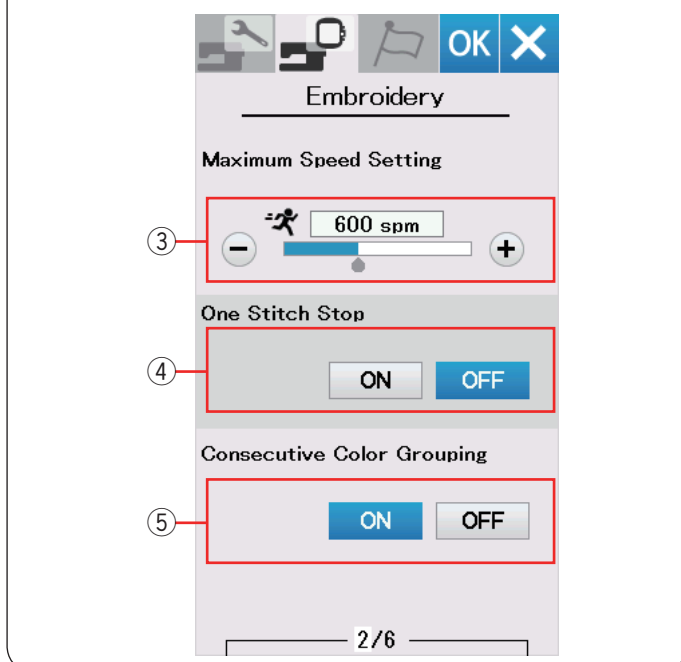 OK
Embroidery
Maximum Speed Setting
③
600 spm
− +
One Stitch Stop
④
ON OFF
Consecutive Color Grouping
⑤
ON OFF
2/6